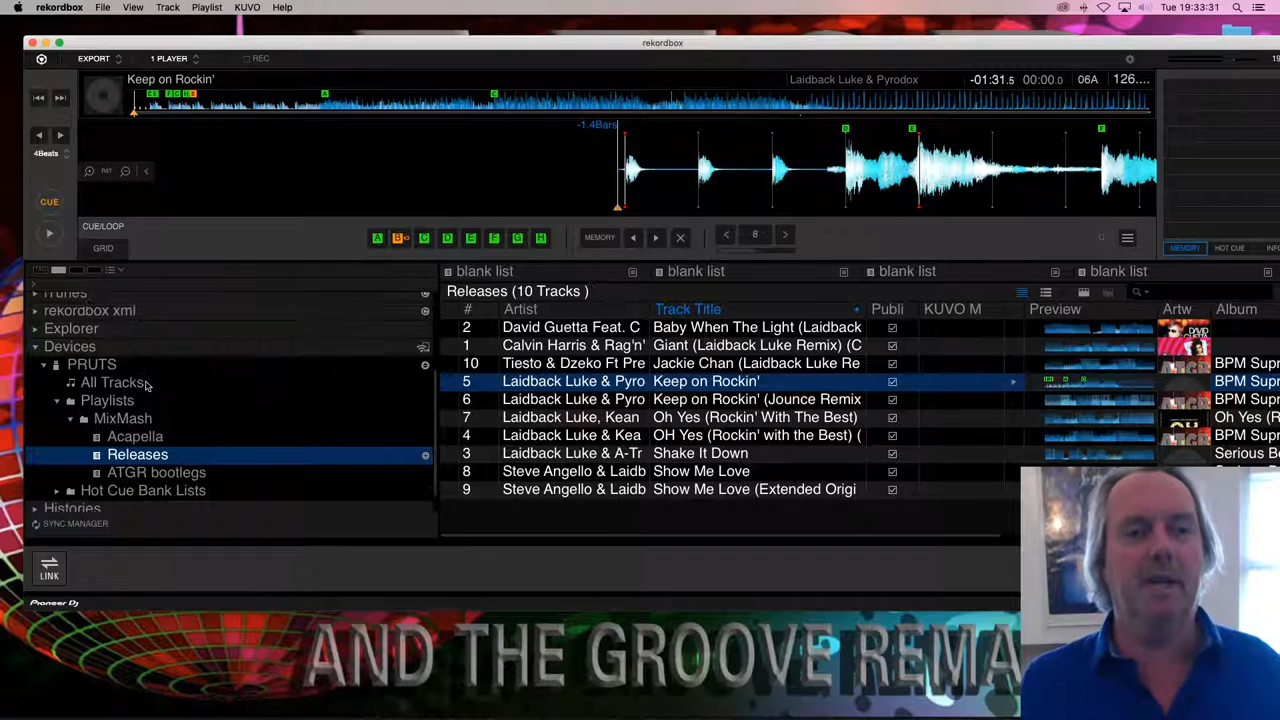 rekordbox File View Track Playlist KUVO Help Tue 19:33:31
rekordbox
EXPORT 1 PLAYER REC
Keep on Rockin' Laidback Luke & Pyrodox -01:31.5 00:00.0 06A 126....
EE F G H B A C
-1.4Bars D E F
4Beats
RST
CUE
CUE/LOOP
A B C D E F G H MEMORY 8
GRID MEMORY HOT CUE INFO
blank list blank list blank list blank list
iTunes
Releases (10 Tracks )
rekordbox xml
# Artist Track Title Publi KUVO M Preview Artw Album
Explorer
2 David Guetta Feat. C Baby When The Light (Laidback
Devices
1 Calvin Harris & Rag'n' Giant (Laidback Luke Remix) (C
PRUTS
10 Tiesto & Dzeko Ft Pre Jackie Chan (Laidback Luke Re BPM Supr
All Tracks
5 Laidback Luke & Pyro Keep on Rockin' BPM Supr
Playlists
6 Laidback Luke & Pyro Keep on Rockin' (Jounce Remix BPM Supr
MixMash
7 Laidback Luke, Kean Oh Yes (Rockin' With The Best) Oh Yes (R
Acapella
4 Laidback Luke & Kea OH Yes (Rockin' with the Best) ( BPM Supr
Releases
3 Laidback Luke & A-Tr Shake It Down Serious B
ATGR bootlegs
8 Steve Angello & Laidb Show Me Love
Hot Cue Bank Lists
9 Steve Angello & Laidb Show Me Love (Extended Origi
Histories
SYNC MANAGER
LINK
Pioneer Dj
AND THE GROOVE REMA